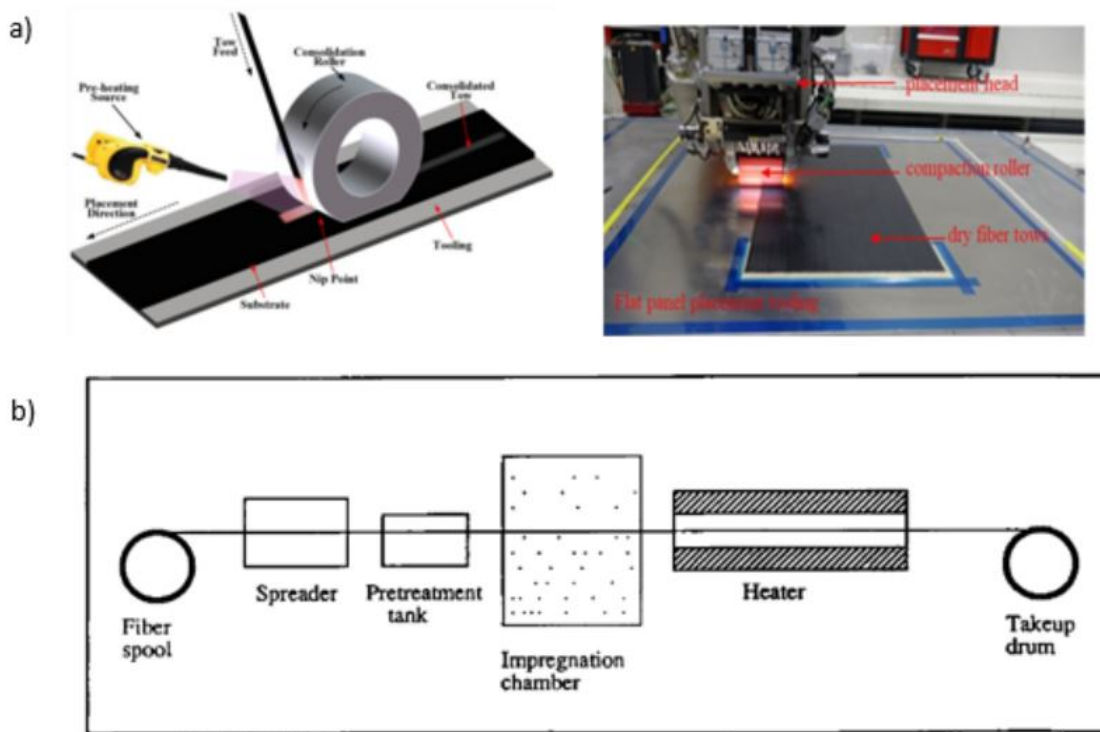 a)
Tow
Feed
Consolidation
Roller
Consolidated
Tow
Pre-heating
Source
Placement
Direction
Tooling
Nip Point
Substrate
placement head
compaction roller
dry fiber tows
Flat panel placement tooling
b)
Spreader
Pretreatment
tank
Heater
Fiber
spool
Impregnation
chamber
Takeup
drum